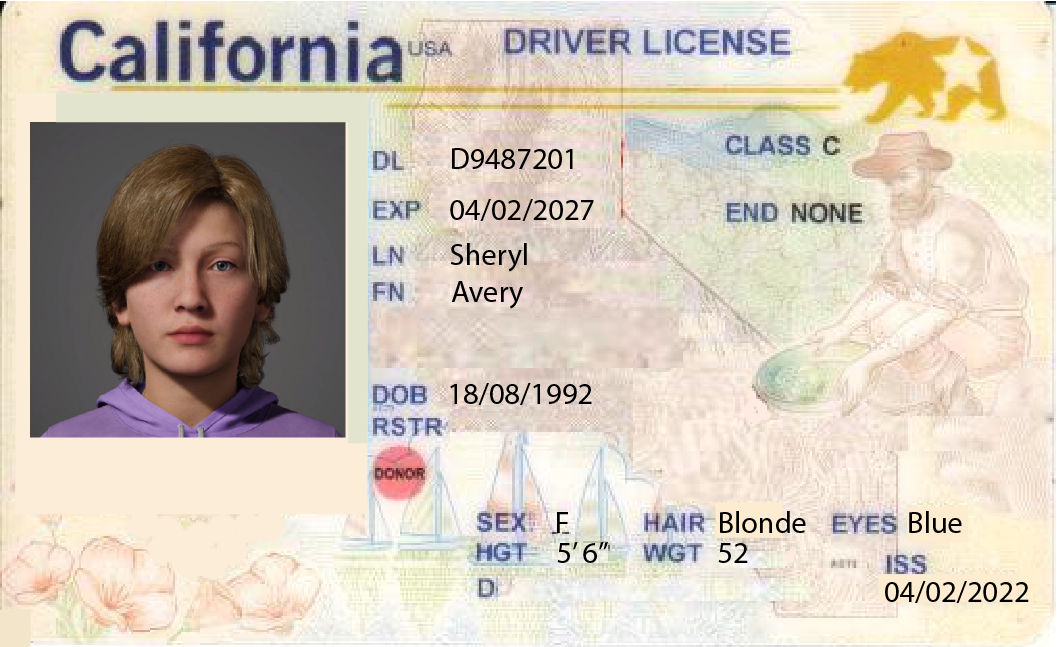 California USA DRIVER LICENSE
DL D9487201
CLASS C
EXP 04/02/2027
END NONE
LN Sheryl
FN Avery
DOB 18/08/1992
RSTR
DONOR
SEX F HAIR Blonde EYES Blue
HGT 5'6" WGT 52
ISS
D
04/02/2022